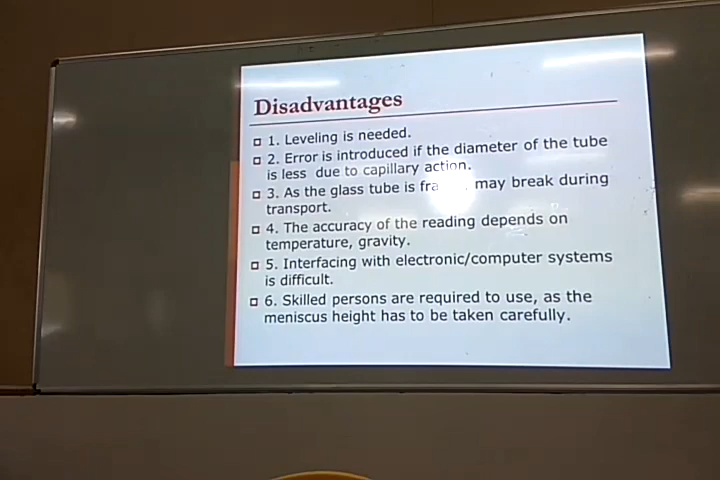 Disadvantages
1. Leveling is needed.
2. Error is introduced if the diameter of the tube
is less due to capillary action.
3. As the glass tube is fra may break during
transport.
4. The accuracy of the reading depends on
temperature, gravity.
5. Interfacing with electronic/computer systems
is difficult.
6. Skilled persons are required to use, as the
meniscus height has to be taken carefully.